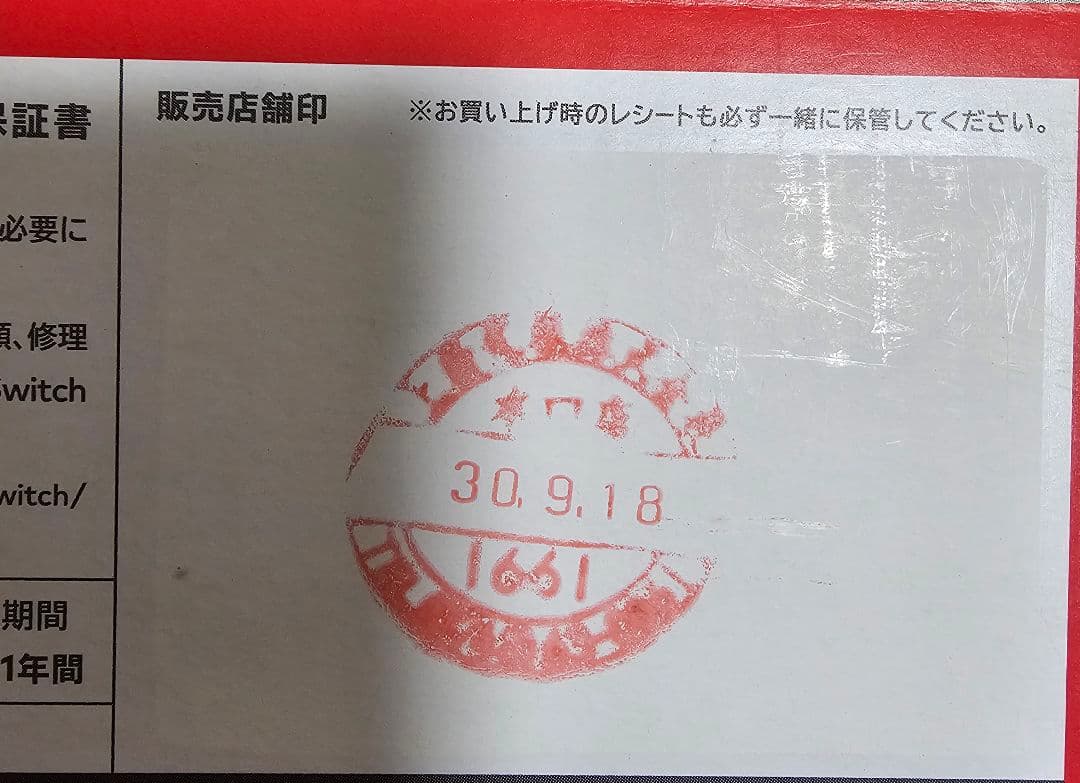 保証書
必要に
、修理
Switch
witch/
期間
1年間
販売店舗印
※お買い上げ時のレシートも必ず一緒に保管してください。
30.9.18
1661